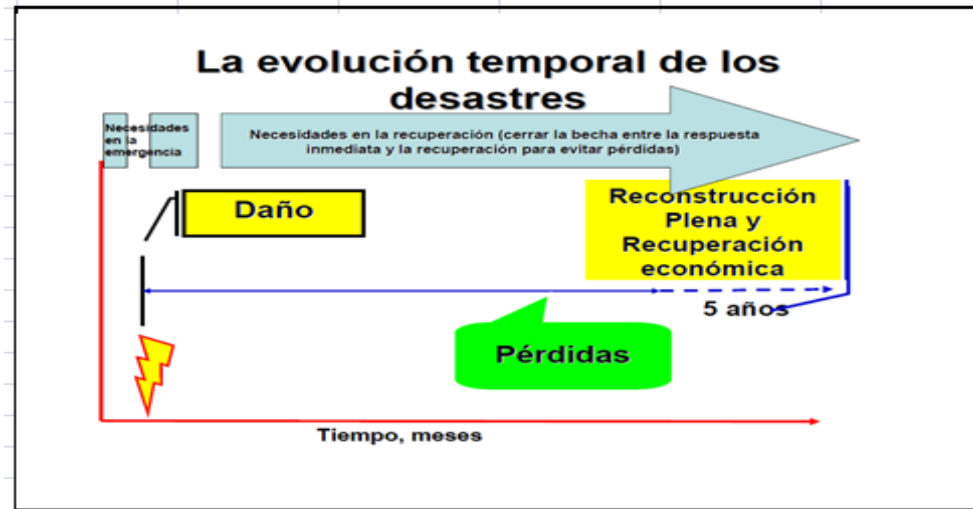 La evolución temporal de los
desastres
Necesidades
en la
emergencia
Necesidades en la recuperación (cerrar la becha entre la respuesta
inmediata y la recuperación para evitar pérdidas)
Daño
Reconstrucción
Plena y
Recuperación
económica
5 años
Pérdidas
Tiempo, meses